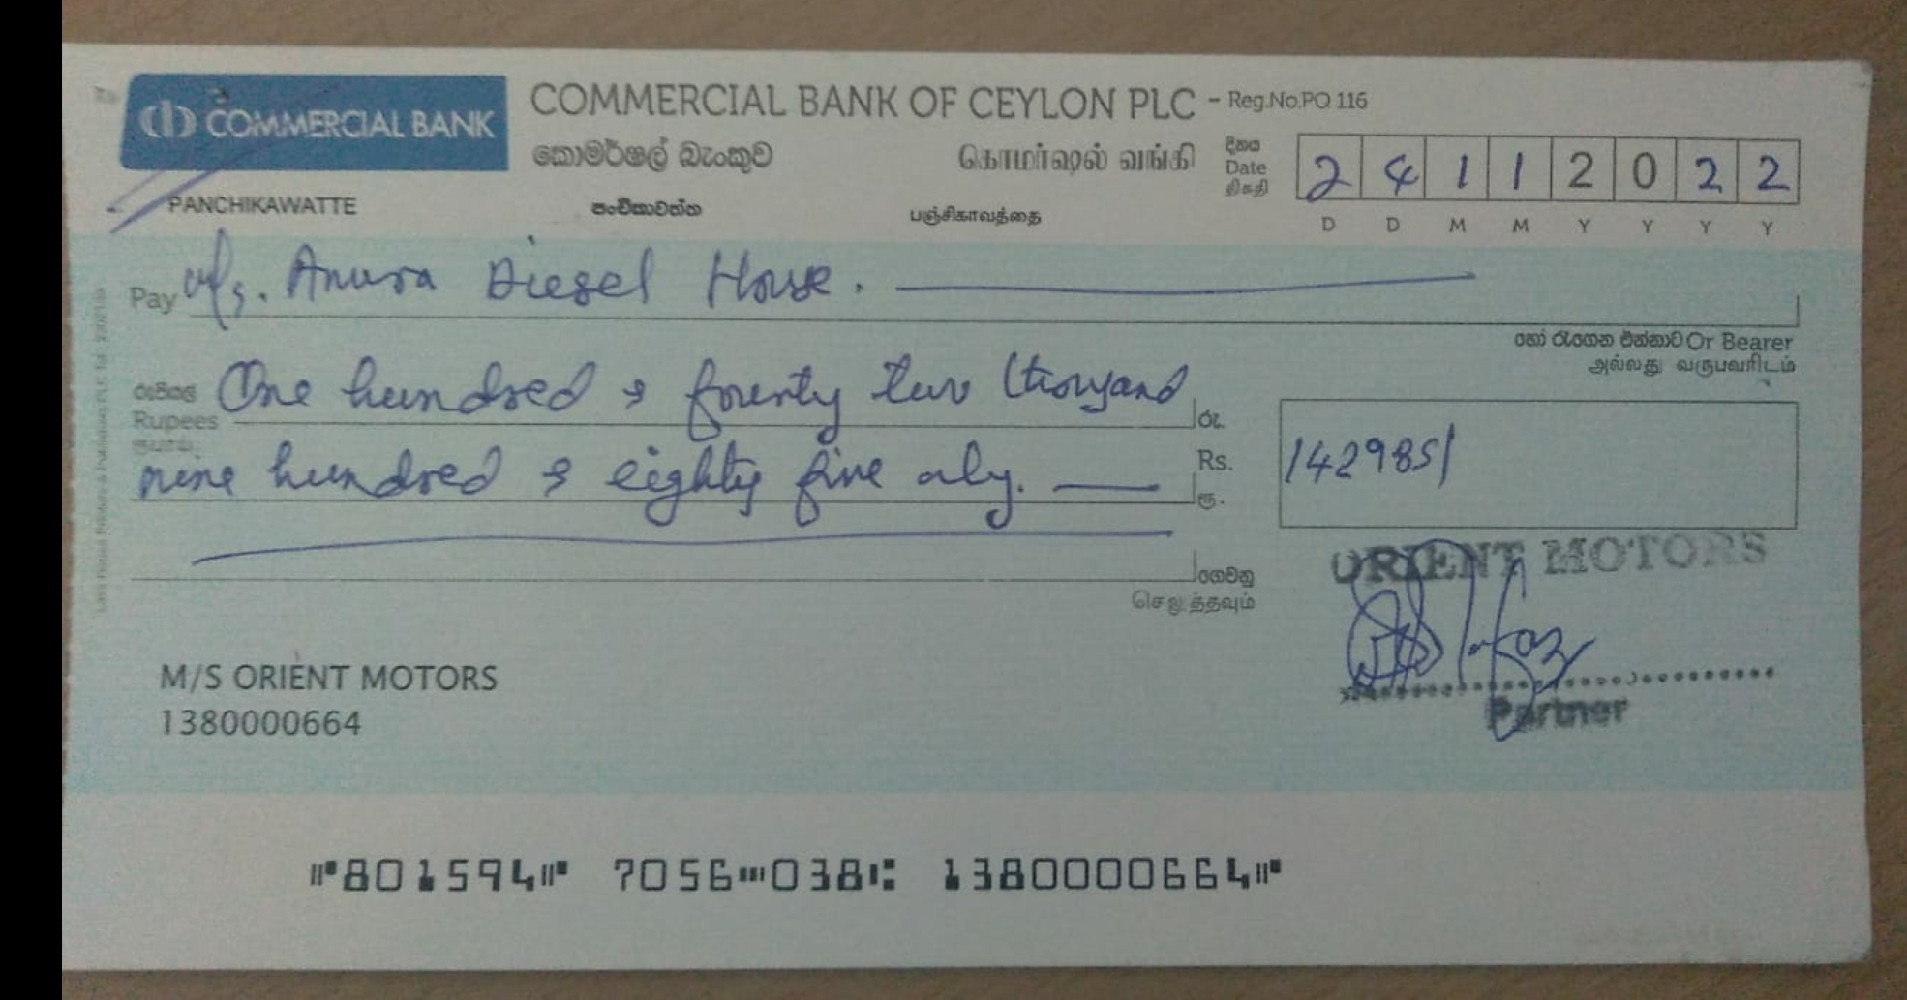 COMMERCIAL BANK
COMMERCIAL BANK OF CEYLON PLC - Reg.No.PQ 116
කොමර්ෂල් බැංකුව கொமர்ஷல் வங்கி
දිනය
Date
திகதி
2 4 1 1 2 0 2 2
D D M M Y Y Y Y
PANCHIKAWATTE පංචිකාවත්ත பஞ்சிகாவத்தை
Pay M/s. Anura Diesel House.
හෝ රැගෙන එන්නාට Or Bearer
அல்லது வருபவரிடம்
රුපියල් One hundred & fourty two thousand
Rupees
ரூபாய்
රු.
nine hundred & eighty five only.
Rs.
ரூ.
142985/
ගෙවනු
செலுத்தவும்
ORIENT MOTORS
Partner
M/S ORIENT MOTORS
1380000664
⑈801594⑈ 7056⑉038⑆ 1380000664⑈